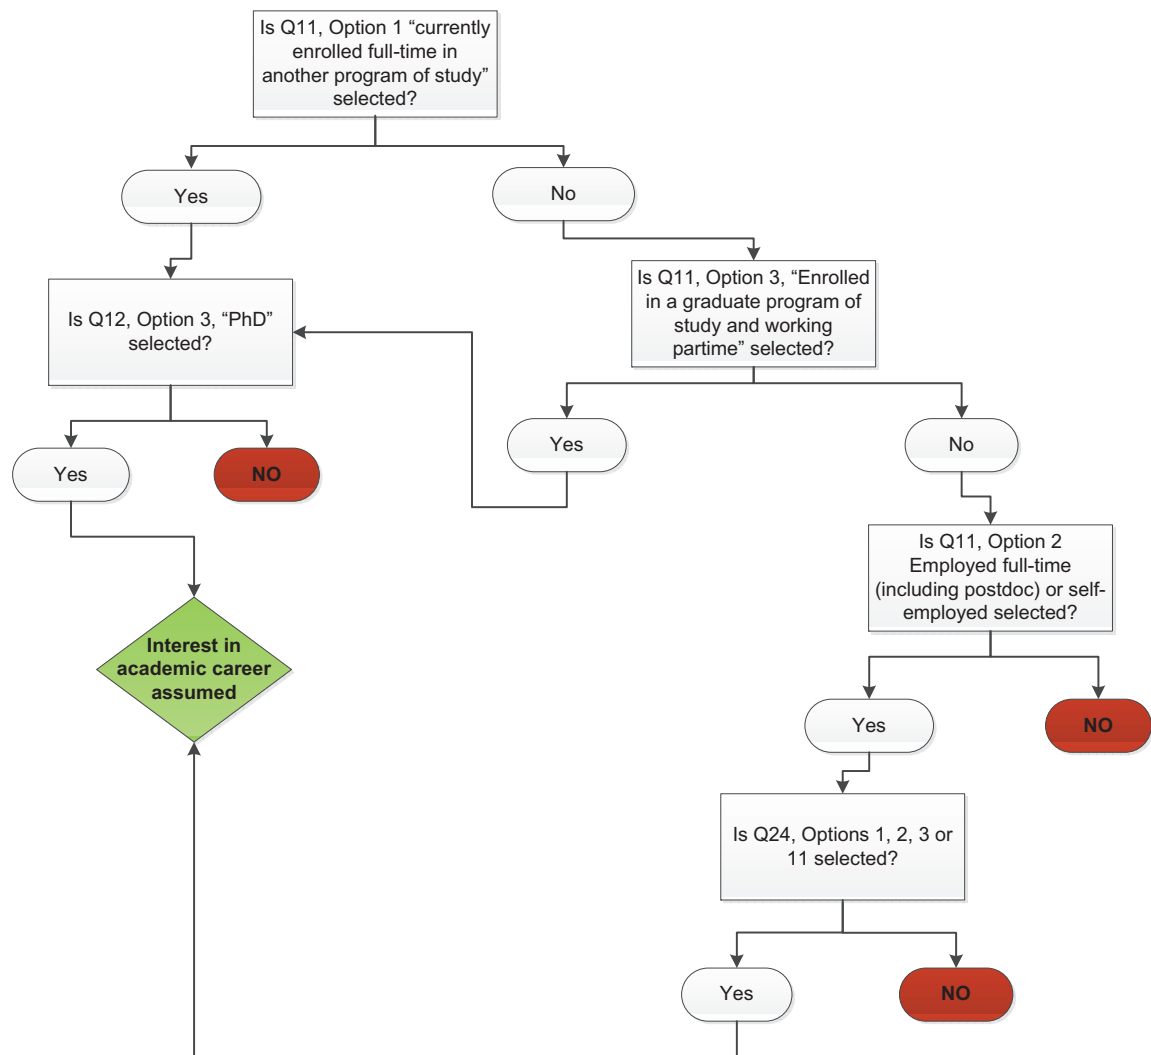 Is Q11, Option 1 “currently
enrolled full-time in
another program of study”
selected?
Yes
No
Is Q12, Option 3, “PhD”
selected?
Is Q11, Option 3, “Enrolled
in a graduate program of
study and working
partime” selected?
Yes
NO
Yes
No
Is Q11, Option 2
Employed full-time
(including postdoc) or self-
employed selected?
Interest in
academic career
assumed
Yes
NO
Is Q24, Options 1, 2, 3 or
11 selected?
Yes
NO